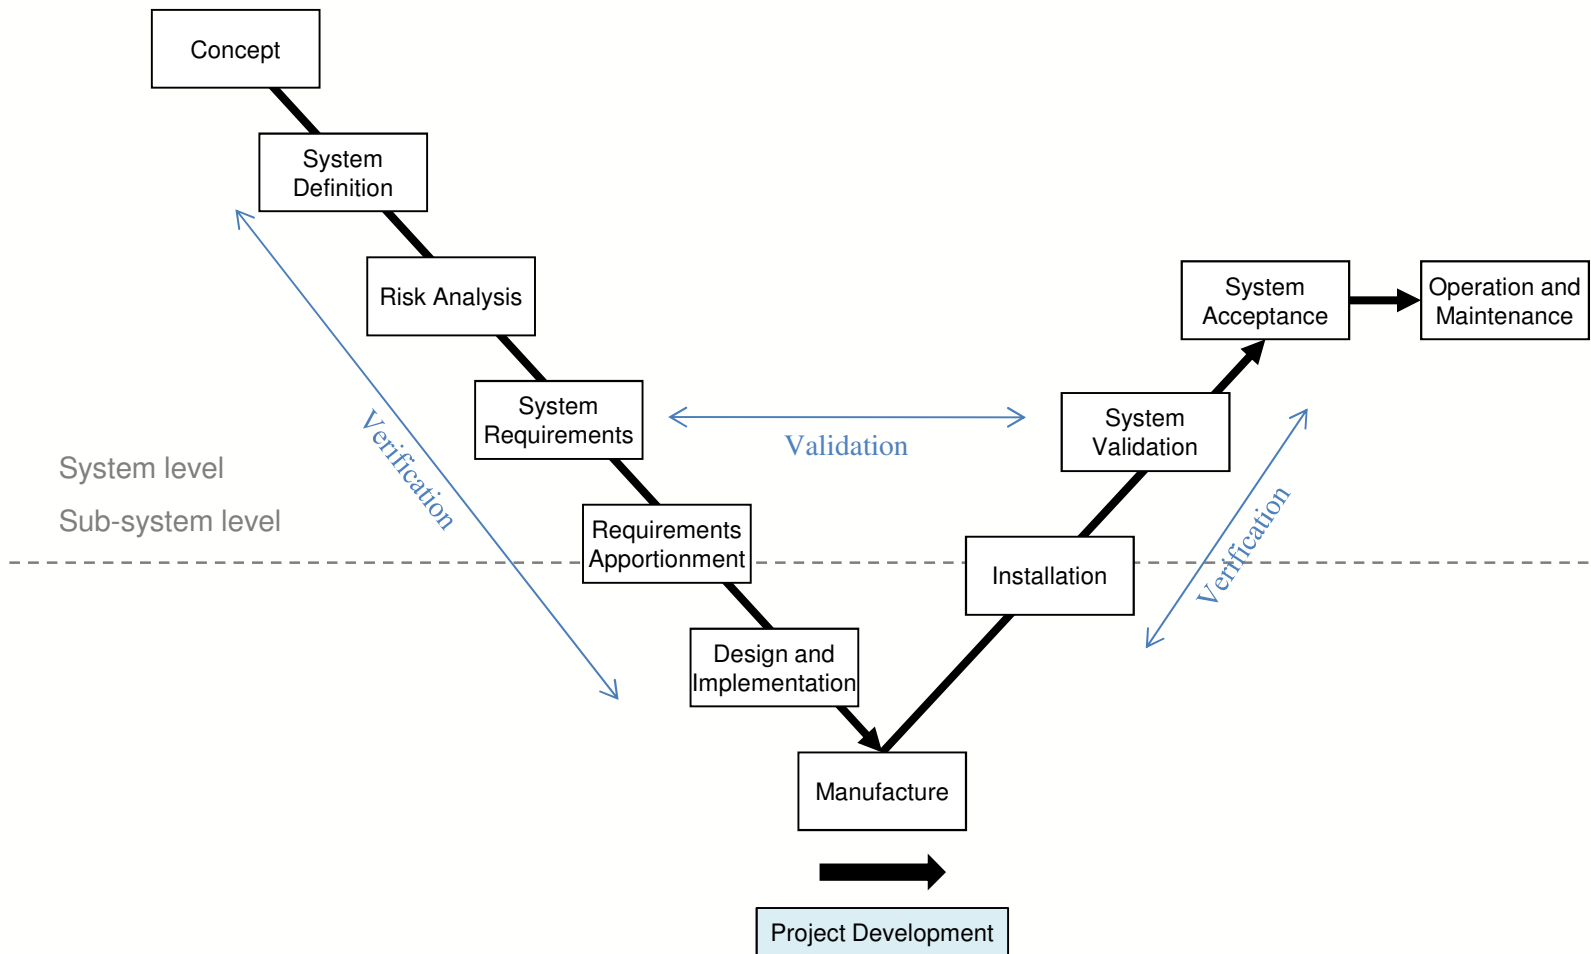 Concept
System
Definition
Risk Analysis
System
Acceptance
Operation and
Maintenance
System
Requirements
Validation
System
Validation
Verification
System level
Sub-system level
Requirements
Apportionment
Installation
Verification
Design and
Implementation
Manufacture
Project Development